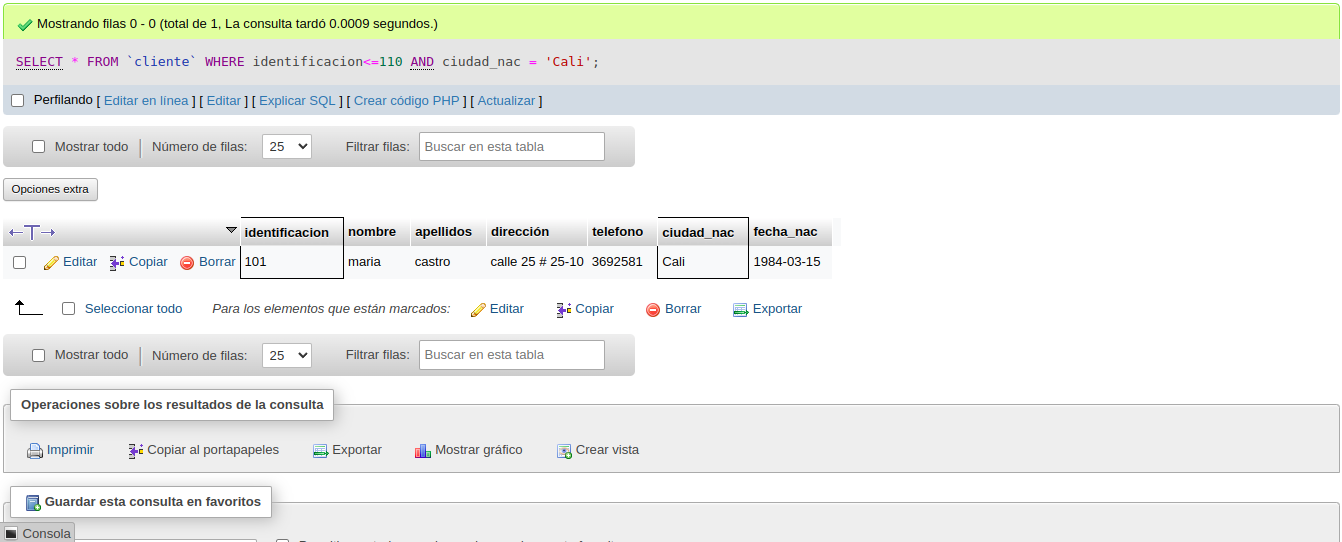 Mostrando filas 0 - 0 (total de 1, La consulta tardó 0.0009 segundos.)
SELECT * FROM `cliente` WHERE identificacion<=110 AND ciudad_nac = 'Cali';
Perfilando [ Editar en línea ] [ Editar ] [ Explicar SQL ] [ Crear código PHP ] [ Actualizar ]
Mostrar todo | Número de filas: 25 Filtrar filas: Buscar en esta tabla
Opciones extra
←T→ identificacion nombre apellidos dirección telefono ciudad_nac fecha_nac
Editar Copiar Borrar 101 maria castro calle 25 # 25-10 3692581 Cali 1984-03-15
Seleccionar todo Para los elementos que están marcados: Editar Copiar Borrar Exportar
Mostrar todo | Número de filas: 25 Filtrar filas: Buscar en esta tabla
Operaciones sobre los resultados de la consulta
Imprimir Copiar al portapapeles Exportar Mostrar gráfico Crear vista
Guardar esta consulta en favoritos
Consola